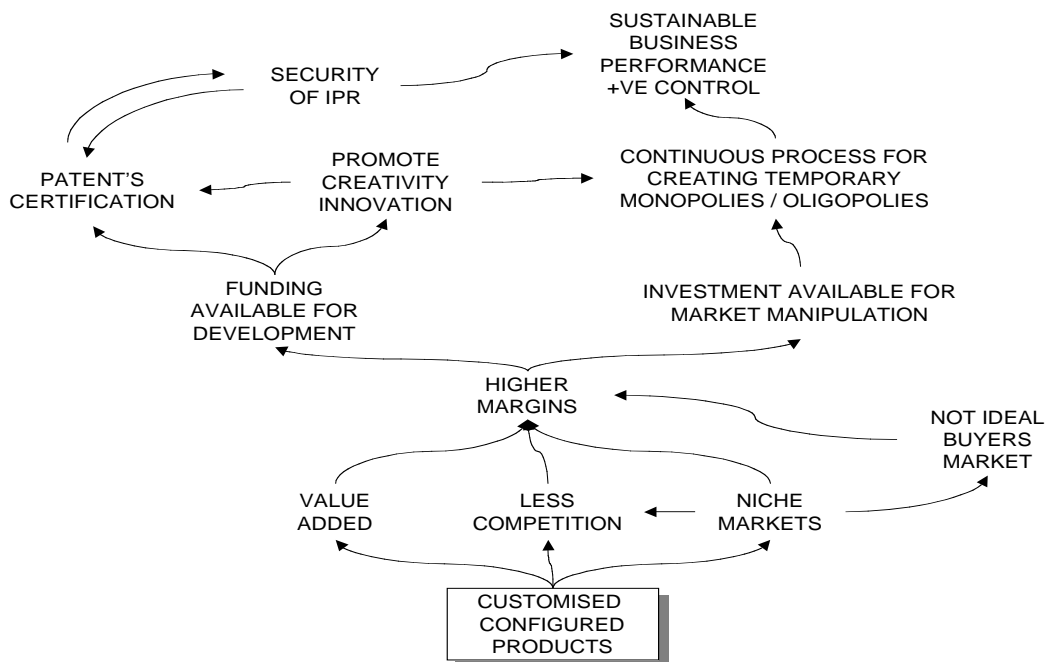 SUSTAINABLE
BUSINESS
PERFORMANCE
+VE CONTROL
SECURITY
OF IPR
PROMOTE
CREATIVITY
INNOVATION
CONTINUOUS PROCESS FOR
CREATING TEMPORARY
MONOPOLIES / OLIGOPOLIES
PATENT'S
CERTIFICATION
FUNDING
AVAILABLE FOR
DEVELOPMENT
INVESTMENT AVAILABLE FOR
MARKET MANIPULATION
HIGHER
MARGINS
NOT IDEAL
BUYERS
MARKET
VALUE
ADDED
LESS
COMPETITION
NICHE
MARKETS
CUSTOMISED
CONFIGURED
PRODUCTS